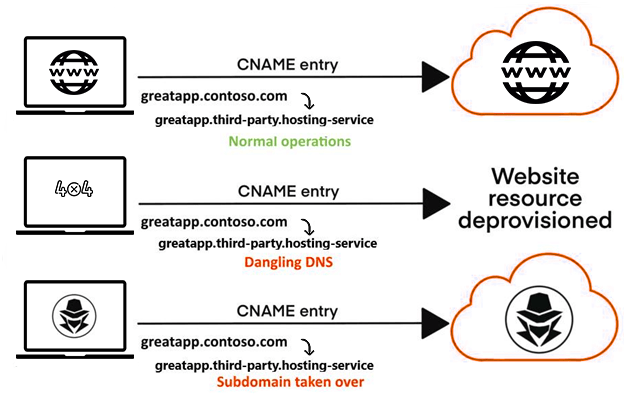 WWW
CNAME entry
WWW
greatapp.contoso.com
greatapp.third-party.hosting-service
Normal operations
404
CNAME entry
Website
resource
deprovisioned
greatapp.contoso.com
greatapp.third-party.hosting-service
Dangling DNS
CNAME entry
greatapp.contoso.com
greatapp.third-party.hosting-service
Subdomain taken over